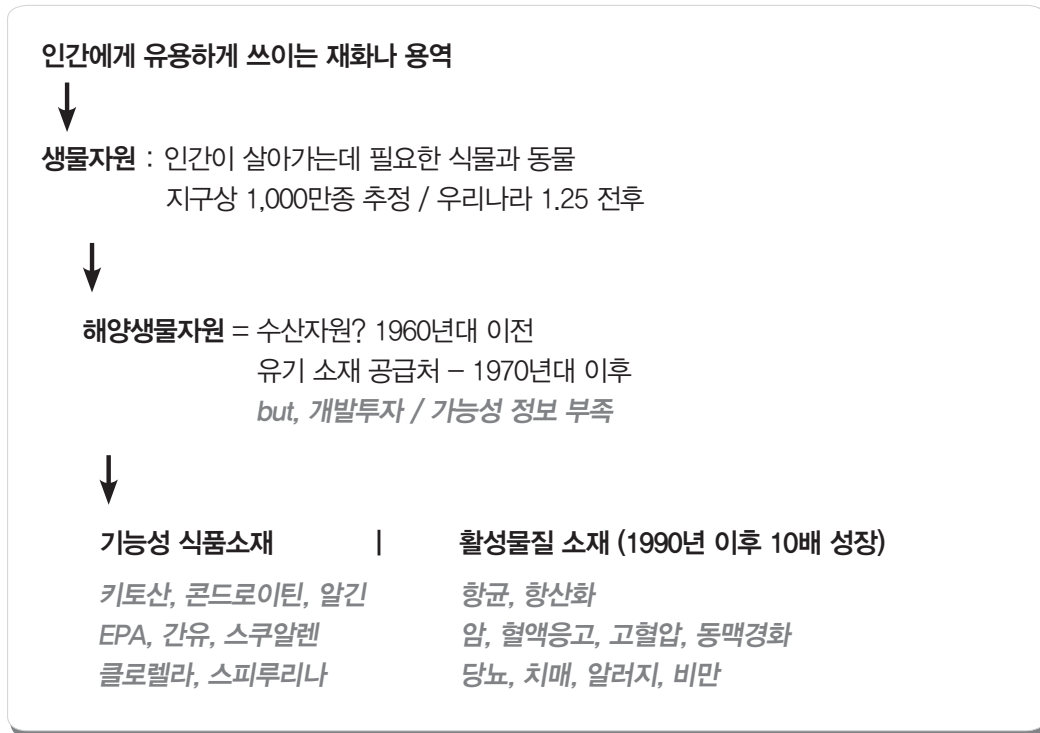 인간에게 유용하게 쓰이는 재화나 용역
생물자원 : 인간이 살아가는데 필요한 식물과 동물
지구상 1,000만종 추정 / 우리나라 1.25 전후
해양생물자원 = 수산자원? 1960년대 이전
유기 소재 공급처 – 1970년대 이후
but, 개발투자 / 가능성 정보 부족
기능성 식품소재 | 활성물질 소재 (1990년 이후 10배 성장)
키토산, 콘드로이틴, 알긴 항균, 항산화
EPA, 간유, 스쿠알렌 암, 혈액응고, 고혈압, 동맥경화
클로렐라, 스피루리나 당뇨, 치매, 알러지, 비만